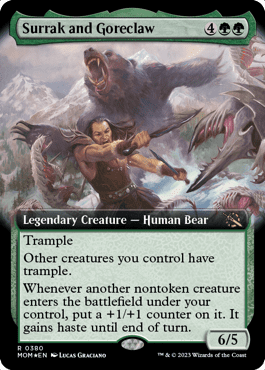 Surrak and Goreclaw 4
Legendary Creature — Human Bear
Trample
Other creatures you control have
trample.
Whenever another nontoken creature
enters the battlefield under your
control, put a +1/+1 counter on it. It
gains haste until end of turn.
6/5
R 0380
MOM★EN LUCAS GRACIANO
™ & © 2023 Wizards of the Coast